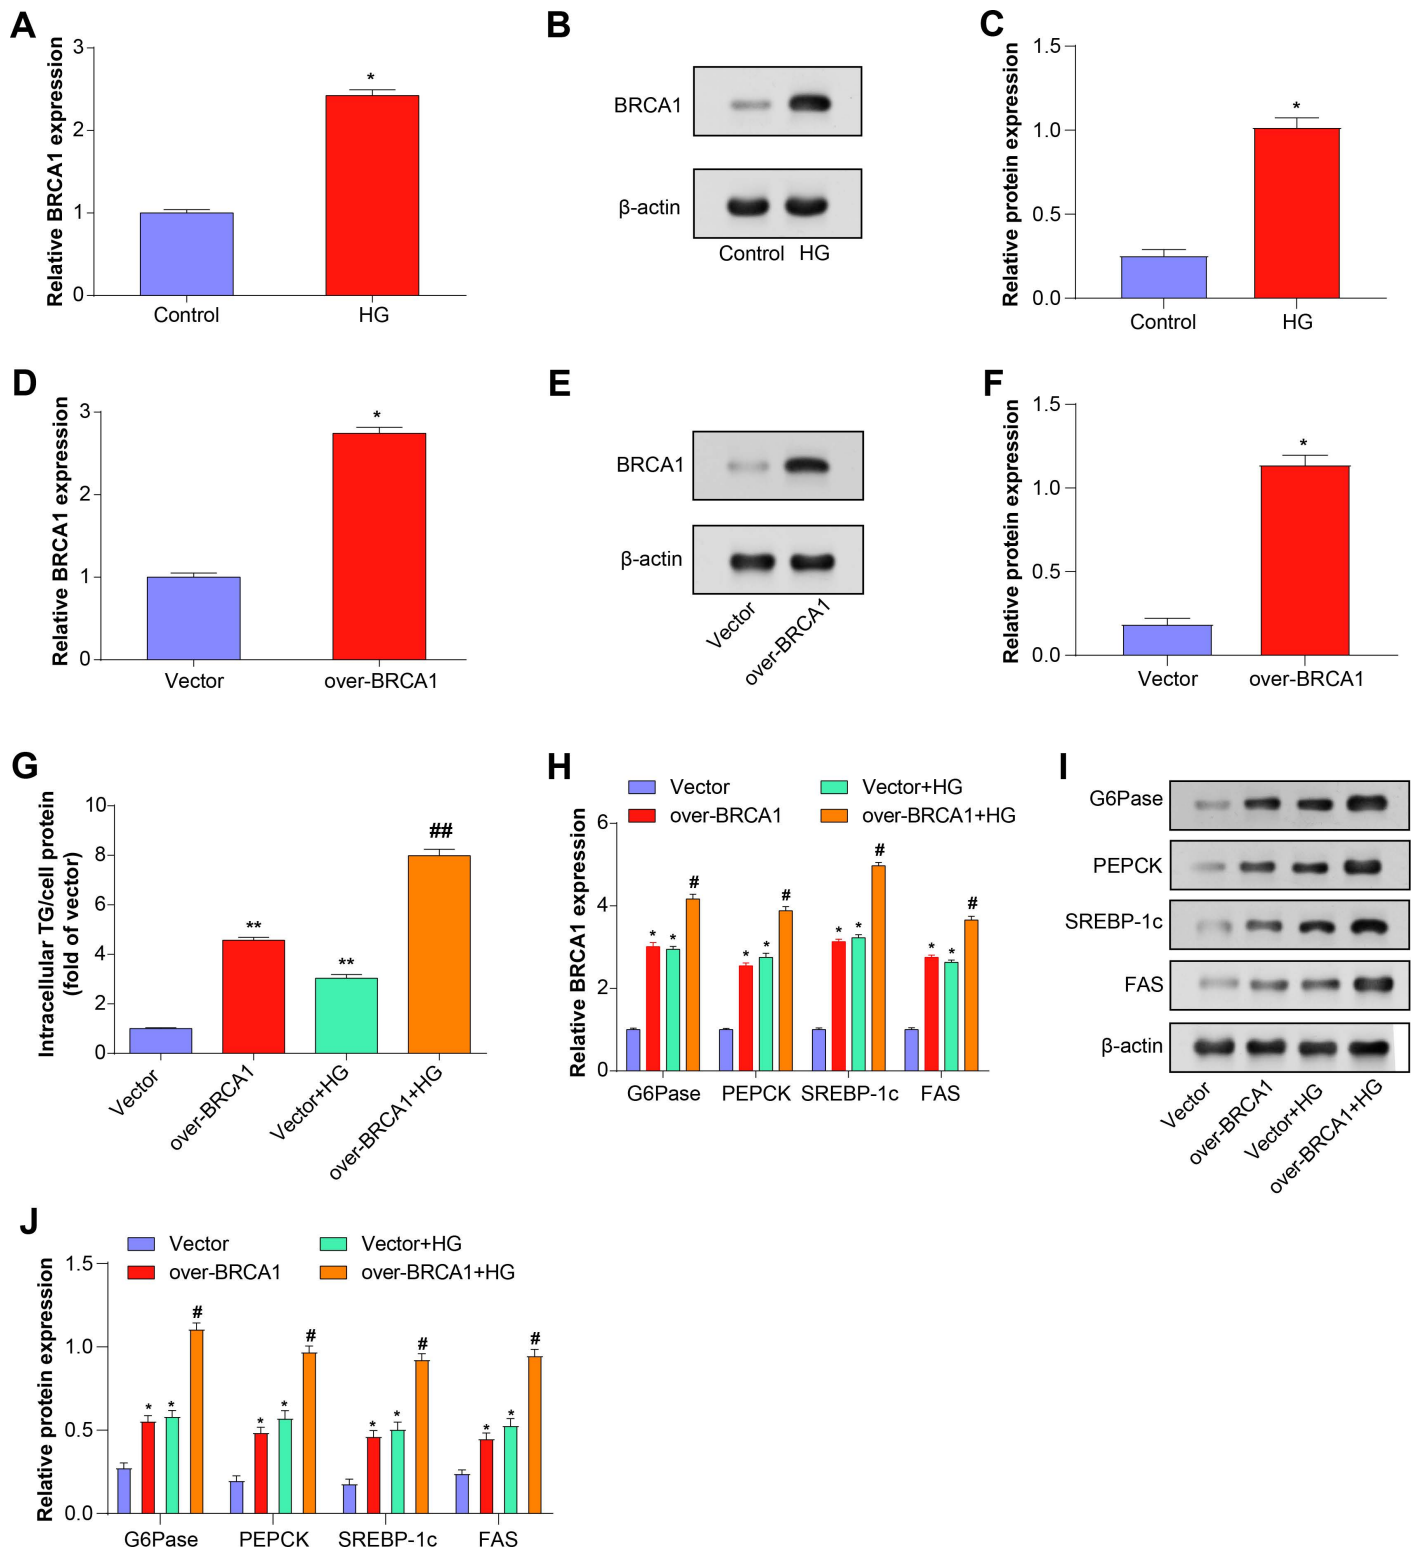 A
Relative BRCA1 expression
3
2
1
0
*
Control
HG
B
BRCA1
β-actin
Control HG
C
Relative protein expression
1.5
1.0
0.5
0.0
*
Control
HG
D
Relative BRCA1 expression
3
2
1
0
*
Vector
over-BRCA1
E
BRCA1
β-actin
Vector
over-BRCA1
F
Relative protein expression
1.5
1.0
0.5
0.0
*
Vector
over-BRCA1
G
Intracellular TG/cell protein
(fold of vector)
10
8
6
4
2
0
**
**
##
Vector
over-BRCA1
Vector+HG
over-BRCA1+HG
H
Vector
over-BRCA1
Vector+HG
over-BRCA1+HG
Relative BRCA1 expression
6
4
2
0
* * #
* * #
* * #
* * #
G6Pase
PEPCK
SREBP-1c
FAS
I
G6Pase
PEPCK
SREBP-1c
FAS
β-actin
Vector
over-BRCA1
Vector+HG
over-BRCA1+HG
J
Vector
over-BRCA1
Vector+HG
over-BRCA1+HG
Relative protein expression
1.5
1.0
0.5
0.0
* * #
* * #
* * #
* * #
G6Pase
PEPCK
SREBP-1c
FAS